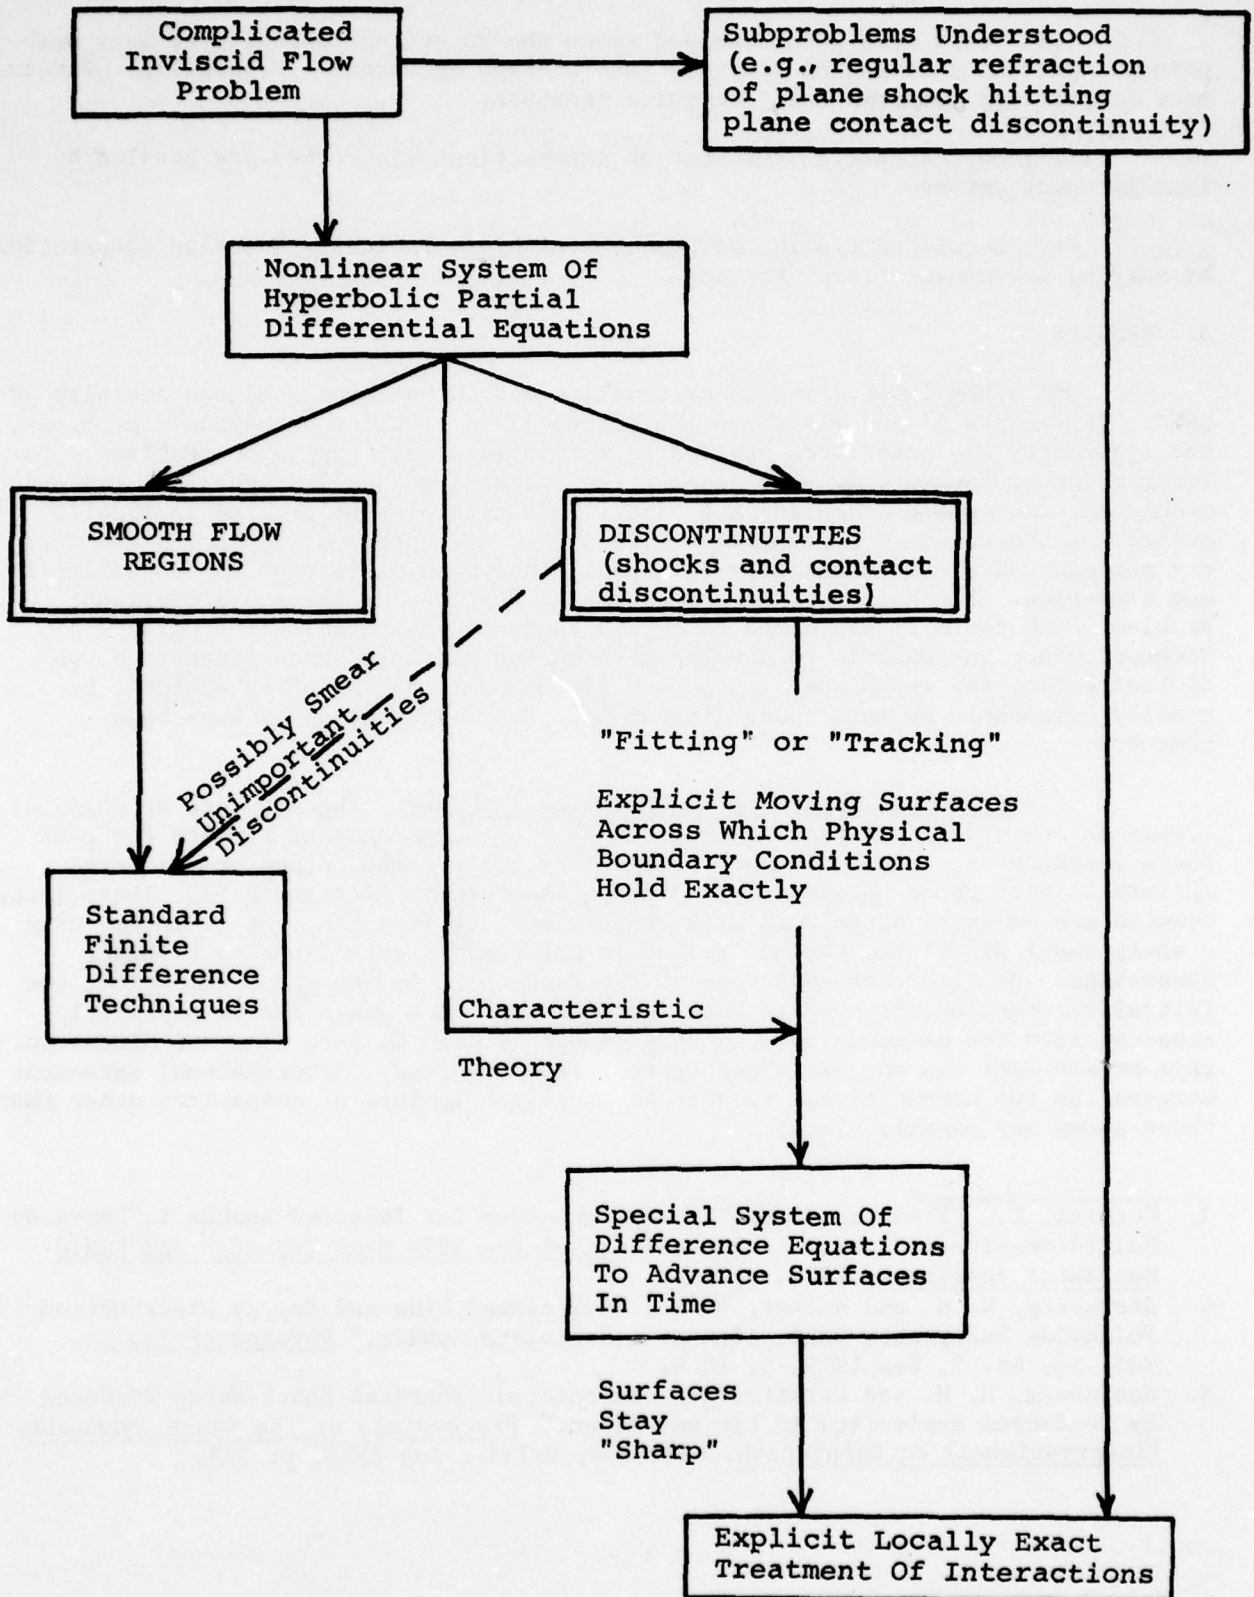 Complicated
Inviscid Flow
Problem
Subproblems Understood
(e.g., regular refraction
of plane shock hitting
plane contact discontinuity)
Nonlinear System Of
Hyperbolic Partial
Differential Equations
SMOOTH FLOW
REGIONS
DISCONTINUITIES
(shocks and contact
discontinuities)
Possibly Smear
Unimportant
Discontinuities
"Fitting" or "Tracking"
Explicit Moving Surfaces
Across Which Physical
Boundary Conditions
Hold Exactly
Standard
Finite
Difference
Techniques
Characteristic
Theory
Special System Of
Difference Equations
To Advance Surfaces
In Time
Surfaces
Stay
"Sharp"
Explicit Locally Exact
Treatment Of Interactions